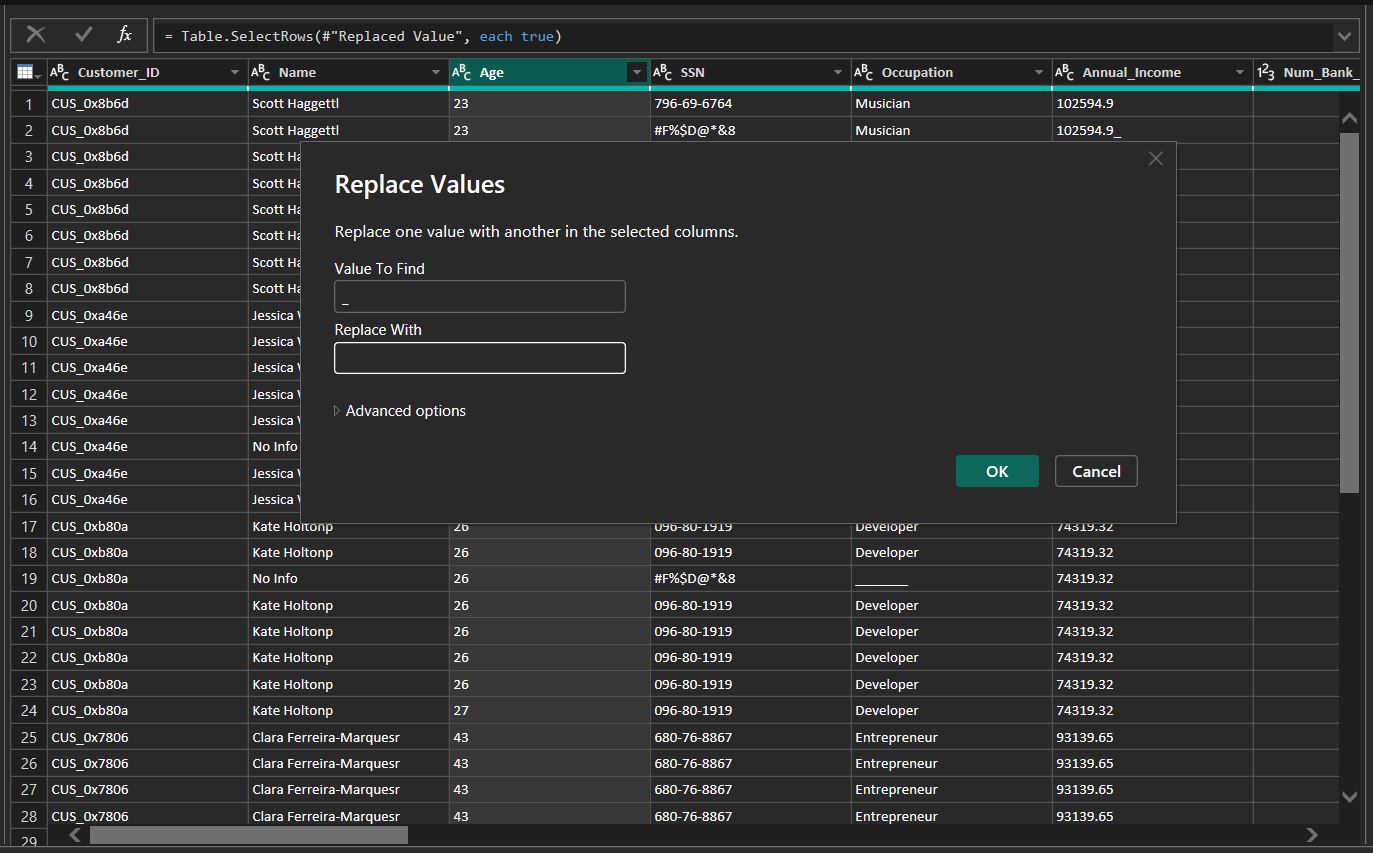 fx = Table.SelectRows(#"Replaced Value", each true)
ABC Customer_ID ABC Name ABC Age ABC SSN ABC Occupation ABC Annual_Income 123 Num_Bank_
1 CUS_0x8b6d Scott Haggettl 23 796-69-6764 Musician 102594.9
2 CUS_0x8b6d Scott Haggettl 23 #F%$D@*&8 Musician 102594.9_
3 CUS_0x8b6d Scott Ha
4 CUS_0x8b6d Scott Ha
5 CUS_0x8b6d Scott Ha
6 CUS_0x8b6d Scott Ha
7 CUS_0x8b6d Scott Ha
8 CUS_0x8b6d Scott Ha
9 CUS_0xa46e Jessica
10 CUS_0xa46e Jessica
11 CUS_0xa46e Jessica
12 CUS_0xa46e Jessica
13 CUS_0xa46e Jessica
14 CUS_0xa46e No Info
15 CUS_0xa46e Jessica
16 CUS_0xa46e Jessica
Replace Values
Replace one value with another in the selected columns.
Value To Find
_
Replace With
Advanced options
OK Cancel
17 CUS_0xb80a Kate Holtonp 26 096-80-1919 Developer 74319.32
18 CUS_0xb80a Kate Holtonp 26 096-80-1919 Developer 74319.32
19 CUS_0xb80a No Info 26 #F%$D@*&8 _______ 74319.32
20 CUS_0xb80a Kate Holtonp 26 096-80-1919 Developer 74319.32
21 CUS_0xb80a Kate Holtonp 26 096-80-1919 Developer 74319.32
22 CUS_0xb80a Kate Holtonp 26 096-80-1919 Developer 74319.32
23 CUS_0xb80a Kate Holtonp 26 096-80-1919 Developer 74319.32
24 CUS_0xb80a Kate Holtonp 27 096-80-1919 Developer 74319.32
25 CUS_0x7806 Clara Ferreira-Marquesr 43 680-76-8867 Entrepreneur 93139.65
26 CUS_0x7806 Clara Ferreira-Marquesr 43 680-76-8867 Entrepreneur 93139.65
27 CUS_0x7806 Clara Ferreira-Marquesr 43 680-76-8867 Entrepreneur 93139.65
28 CUS_0x7806 Clara Ferreira-Marquesr 43 680-76-8867 Entrepreneur 93139.65
29